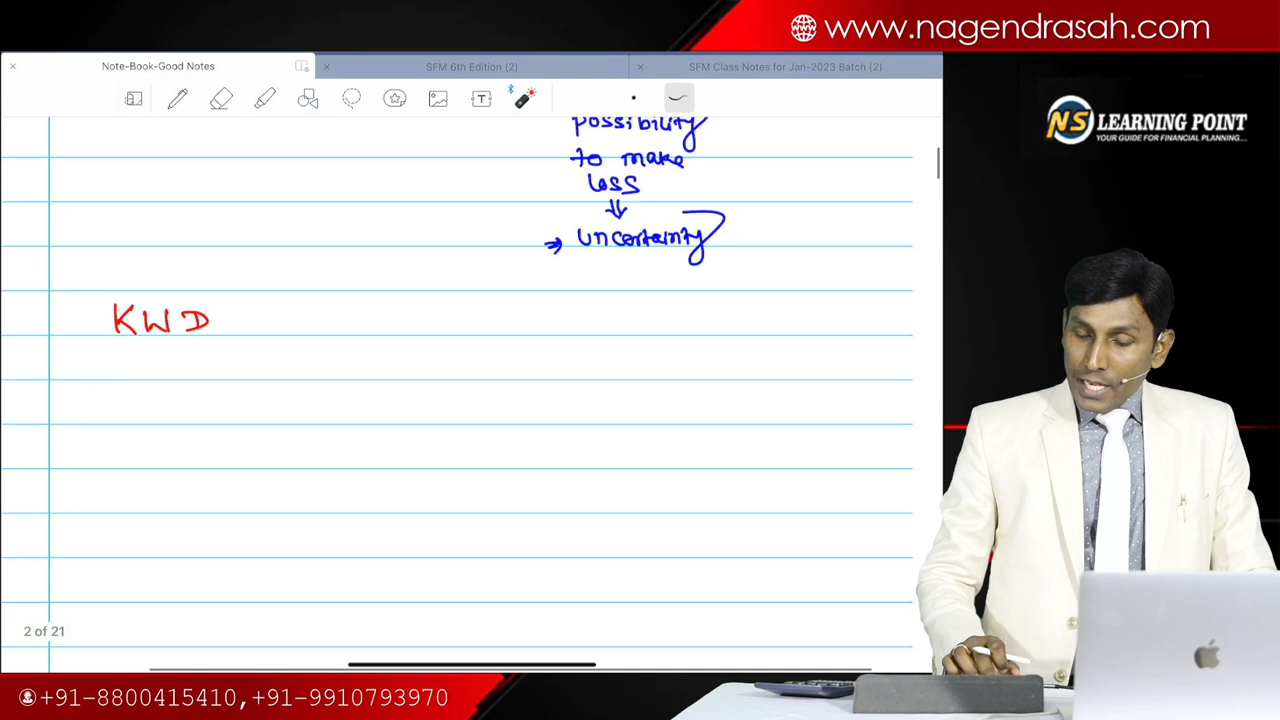 www.nagendrasah.com
Note-Book-Good Notes
SFM 6th Edition (2)
SFM Class Notes for Jan-2023 Batch (2)
T
NS LEARNING POINT
YOUR GUIDE FOR FINANCIAL PLANNING....
possibility
to make
loss
⇓
⇒ uncertainty
KWD
2 of 21
+91-8800415410,+91-9910793970